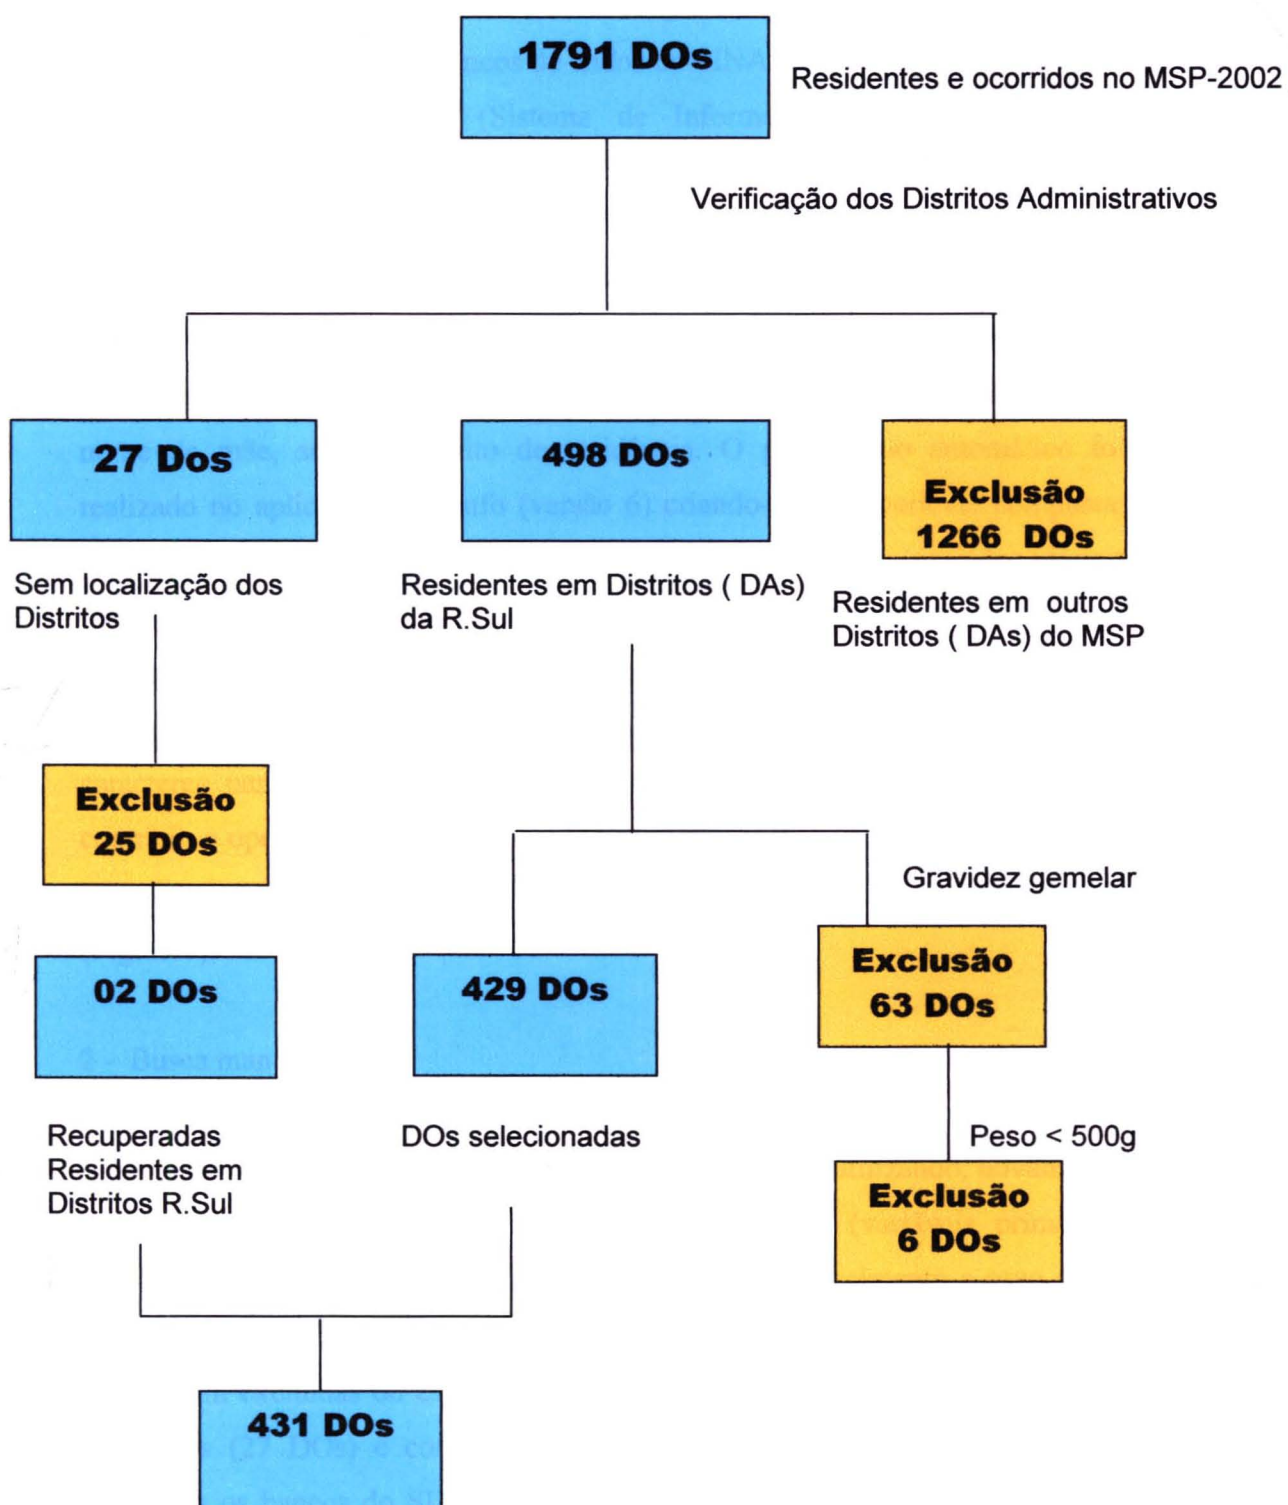 1791 DOs
Residentes e ocorridos no MSP-2002
Verificação dos Distritos Administrativos
27 Dos
498 DOs
Exclusão
1266 DOs
Sem localização dos
Distritos
Residentes em Distritos ( DAs)
da R.Sul
Residentes em outros
Distritos ( DAs) do MSP
Exclusão
25 DOs
Gravidez gemelar
02 DOs
429 DOs
Exclusão
63 DOs
Recuperadas
Residentes em
Distritos R.Sul
DOs selecionadas
Peso < 500g
Exclusão
6 DOs
431 DOs